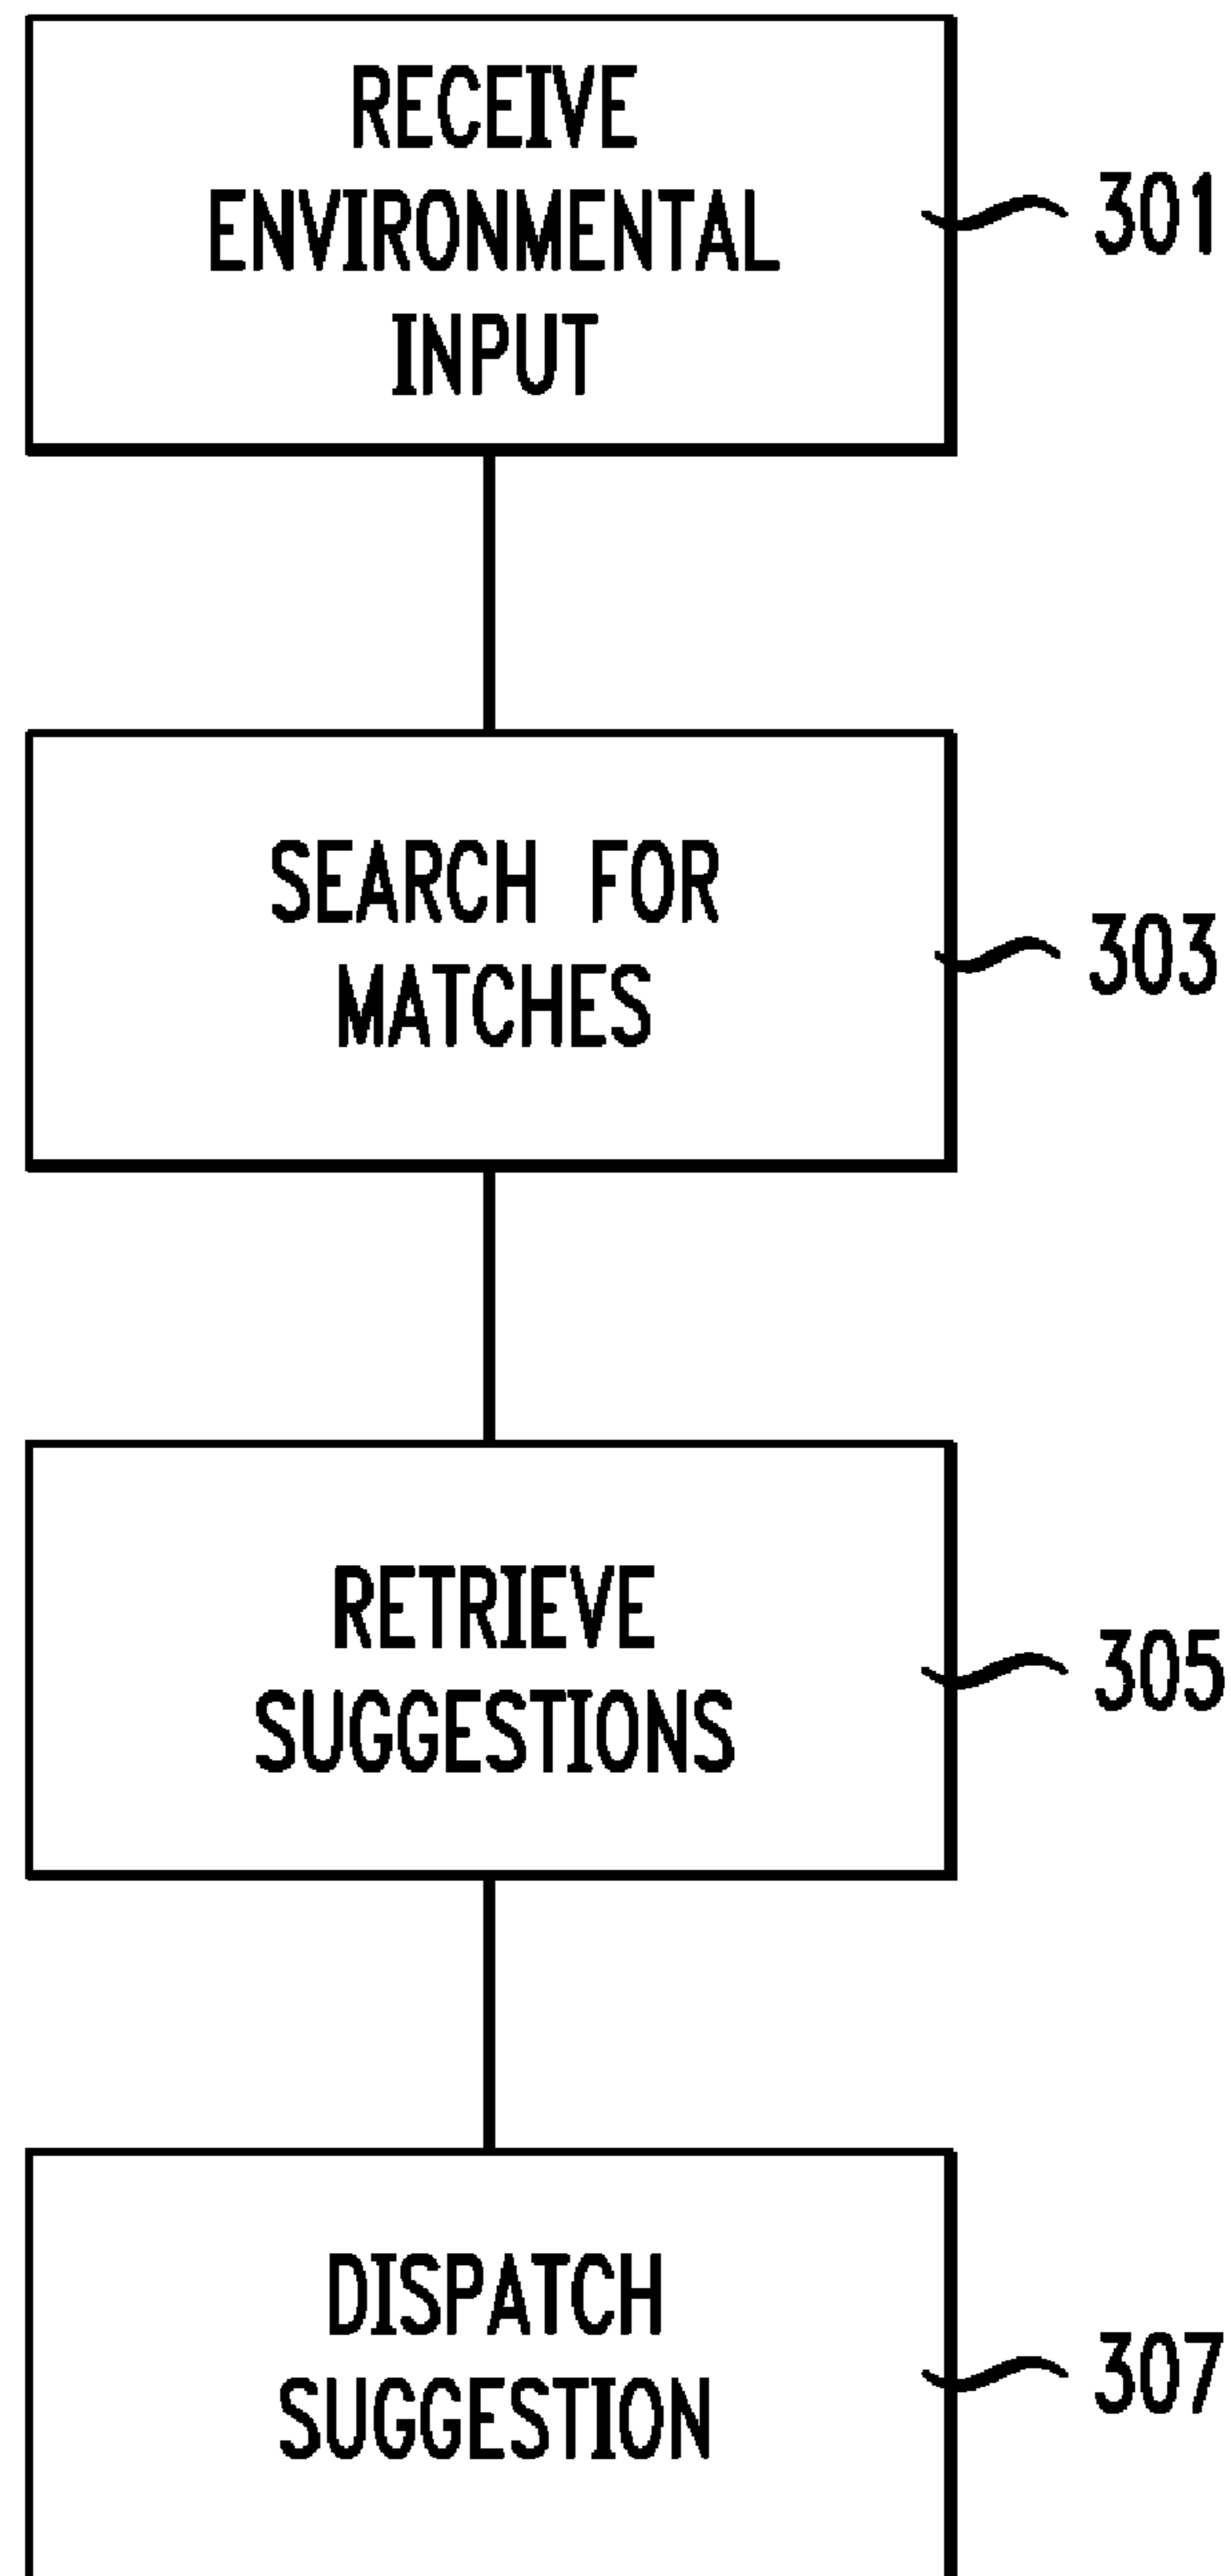 RECEIVE
ENVIRONMENTAL
INPUT
301
SEARCH FOR
MATCHES
303
RETRIEVE
SUGGESTIONS
305
DISPATCH
SUGGESTION
307